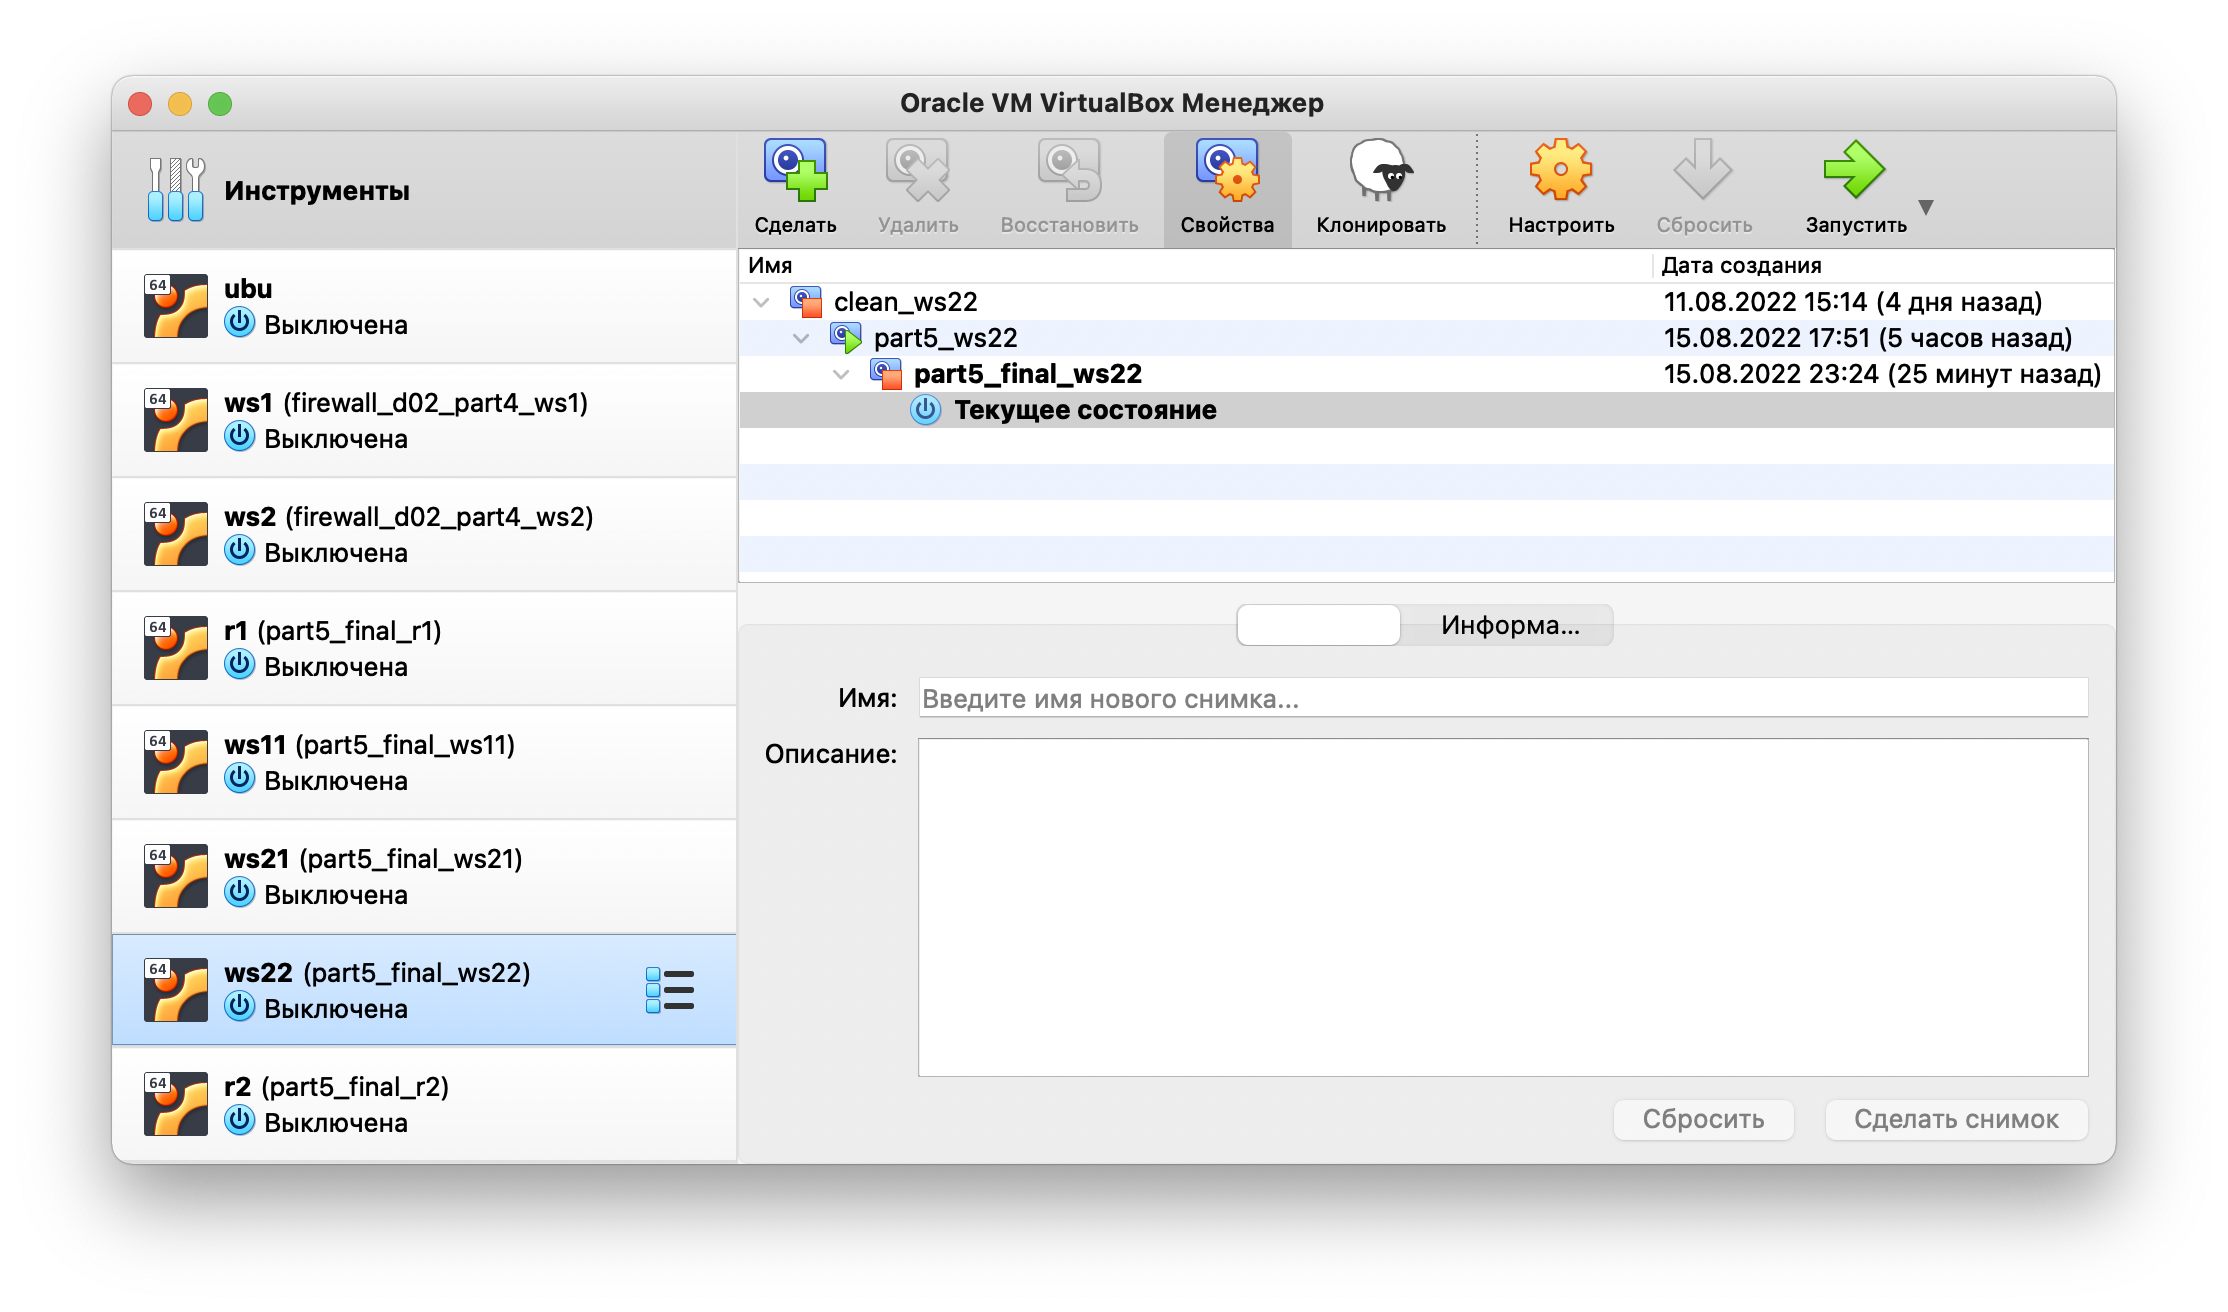 Oracle VM VirtualBox Менеджер
Инструменты
Сделать
Удалить
Восстановить
Свойства
Клонировать
Настроить
Сбросить
Запустить
64
ubu
Выключена
64
ws1 (firewall_d02_part4_ws1)
Выключена
64
ws2 (firewall_d02_part4_ws2)
Выключена
64
r1 (part5_final_r1)
Выключена
64
ws11 (part5_final_ws11)
Выключена
64
ws21 (part5_final_ws21)
Выключена
64
ws22 (part5_final_ws22)
Выключена
64
r2 (part5_final_r2)
Выключена
Имя Дата создания
clean_ws22 11.08.2022 15:14 (4 дня назад)
part5_ws22 15.08.2022 17:51 (5 часов назад)
part5_final_ws22 15.08.2022 23:24 (25 минут назад)
Текущее состояние
Информа...
Имя: Введите имя нового снимка...
Описание:
Сбросить
Сделать снимок